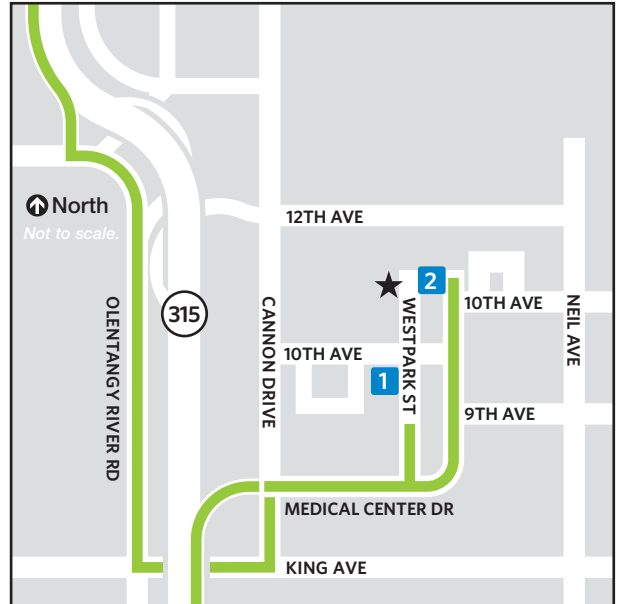 North
Not to scale.
12TH AVE
2
10TH AVE
315
10TH AVE
1
OLENTANGY RIVER RD
CANNON DRIVE
WESTPARK ST
NEIL AVE
9TH AVE
MEDICAL CENTER DR
KING AVE